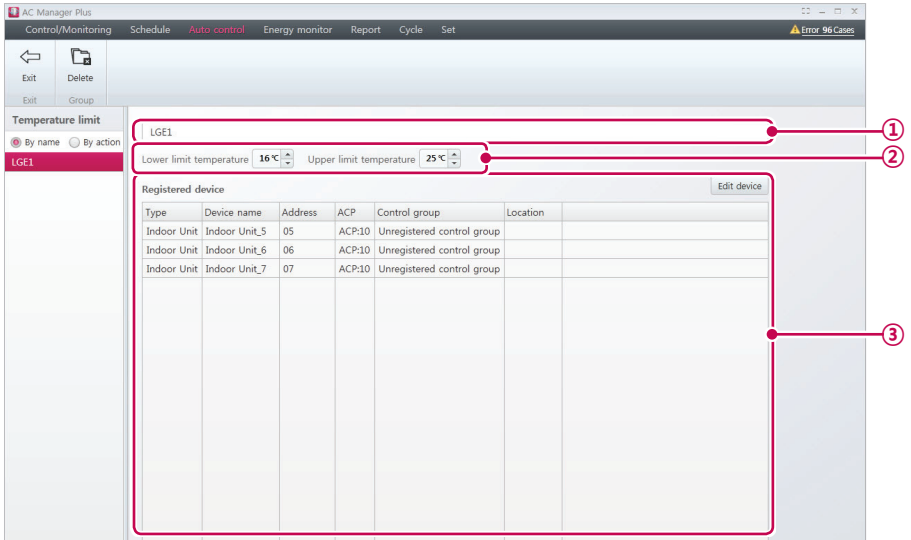 AC Manager Plus
Control/Monitoring Schedule Auto control Energy monitor Report Cycle Set Error 96 Cases
Exit Delete
Exit Group
Temperature limit
By name By action
LGE1
LGE1 ①
Lower limit temperature 16℃ Upper limit temperature 25℃ ②
Registered device Edit device
Type Device name Address ACP Control group Location
Indoor Unit Indoor Unit_5 05 ACP:10 Unregistered control group
Indoor Unit Indoor Unit_6 06 ACP:10 Unregistered control group
Indoor Unit Indoor Unit_7 07 ACP:10 Unregistered control group
③